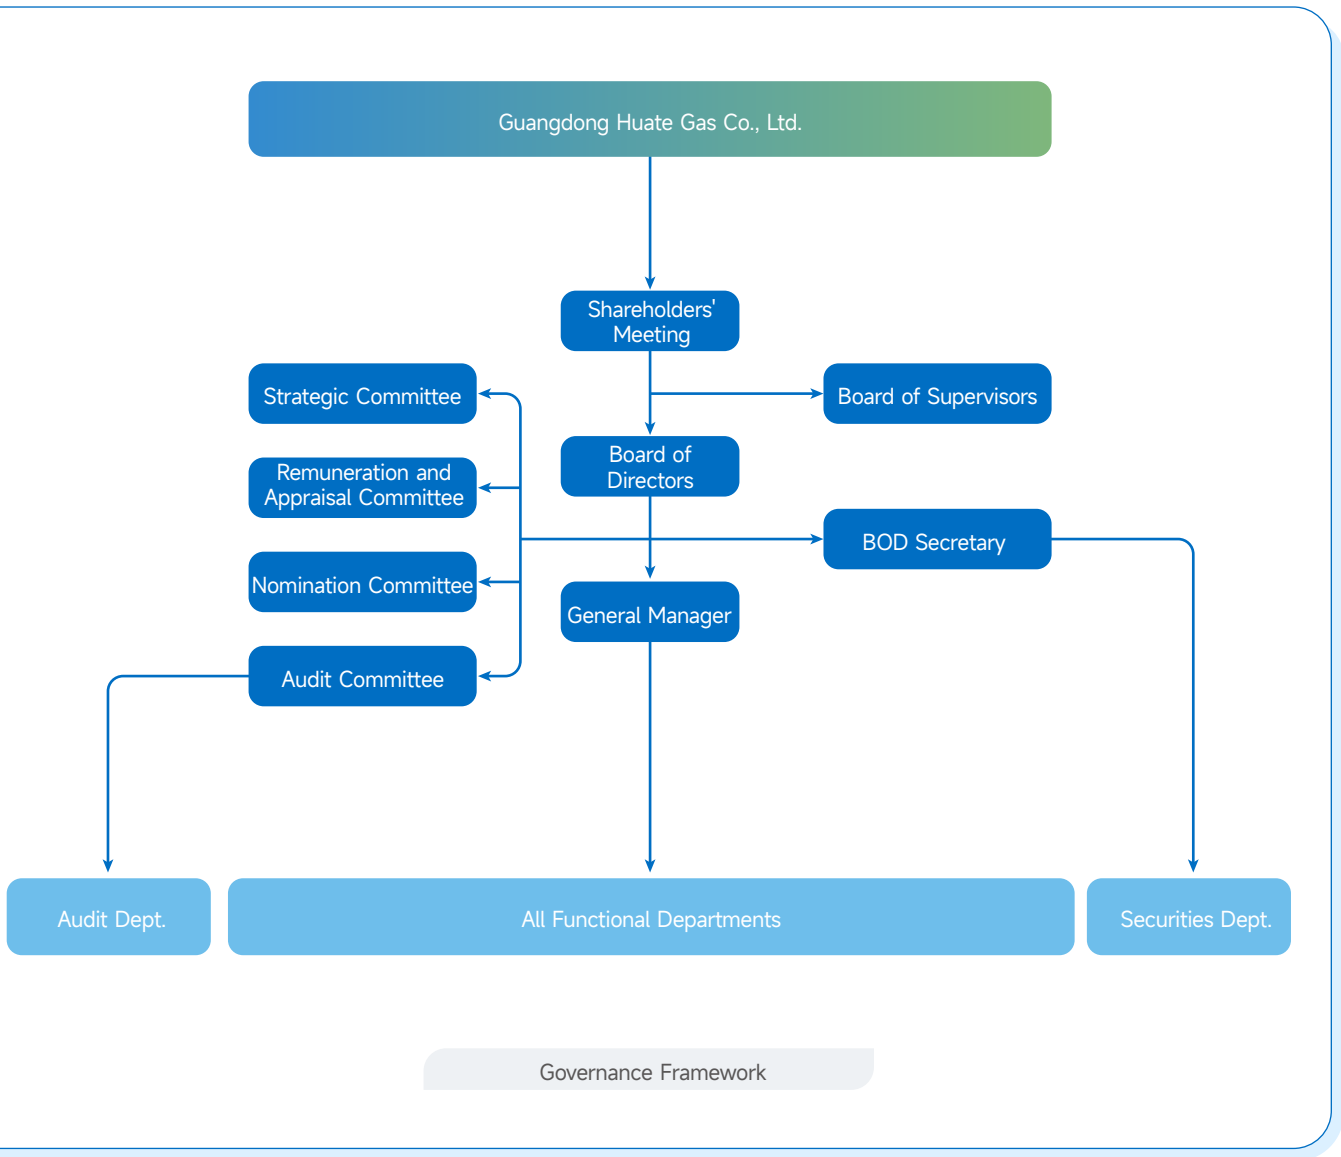 Guangdong Huate Gas Co., Ltd.
Shareholders'
Meeting
Strategic Committee
Board of Supervisors
Board of
Directors
Remuneration and
Appraisal Committee
BOD Secretary
Nomination Committee
General Manager
Audit Committee
Audit Dept.
All Functional Departments
Securities Dept.
Governance Framework